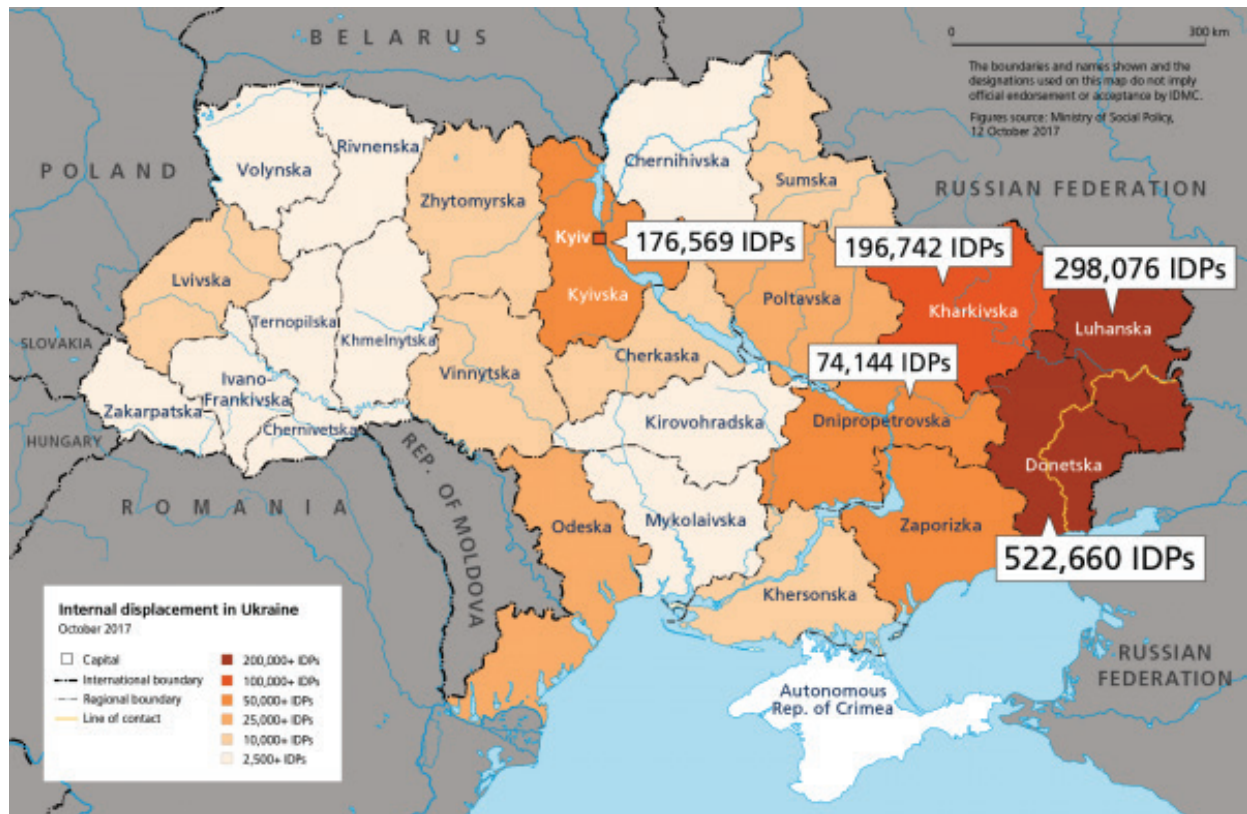 BELARUS
0 300 km
The boundaries and names shown and the
designations used on this map do not imply
official endorsement or acceptance by IDMC.
Figures source: Ministry of Social Policy,
12 October 2017
POLAND
RUSSIAN FEDERATION
Volynska
Rivnenska
Zhytomyrska
Chernihivska
Sumska
Kyiv
176,569 IDPs
196,742 IDPs
298,076 IDPs
Lvivska
Kyivska
Poltavska
Kharkivska
Luhanska
SLOVAKIA
Ternopilska
Khmelnytska
Vinnytska
Cherkaska
74,144 IDPs
Zakarpatska
Ivano-
Frankivska
Chernivetska
HUNGARY
Kirovohradska
Dnipropetrovska
Donetska
ROMANIA
REP. OF MOLDOVA
Odeska
Mykolaivska
Zaporizka
522,660 IDPs
Khersonska
Autonomous
Rep. of Crimea
RUSSIAN
FEDERATION
Internal displacement in Ukraine
October 2017
Capital
International boundary
Regional boundary
Line of contact
200,000+ IDPs
100,000+ IDPs
50,000+ IDPs
25,000+ IDPs
10,000+ IDPs
2,500+ IDPs